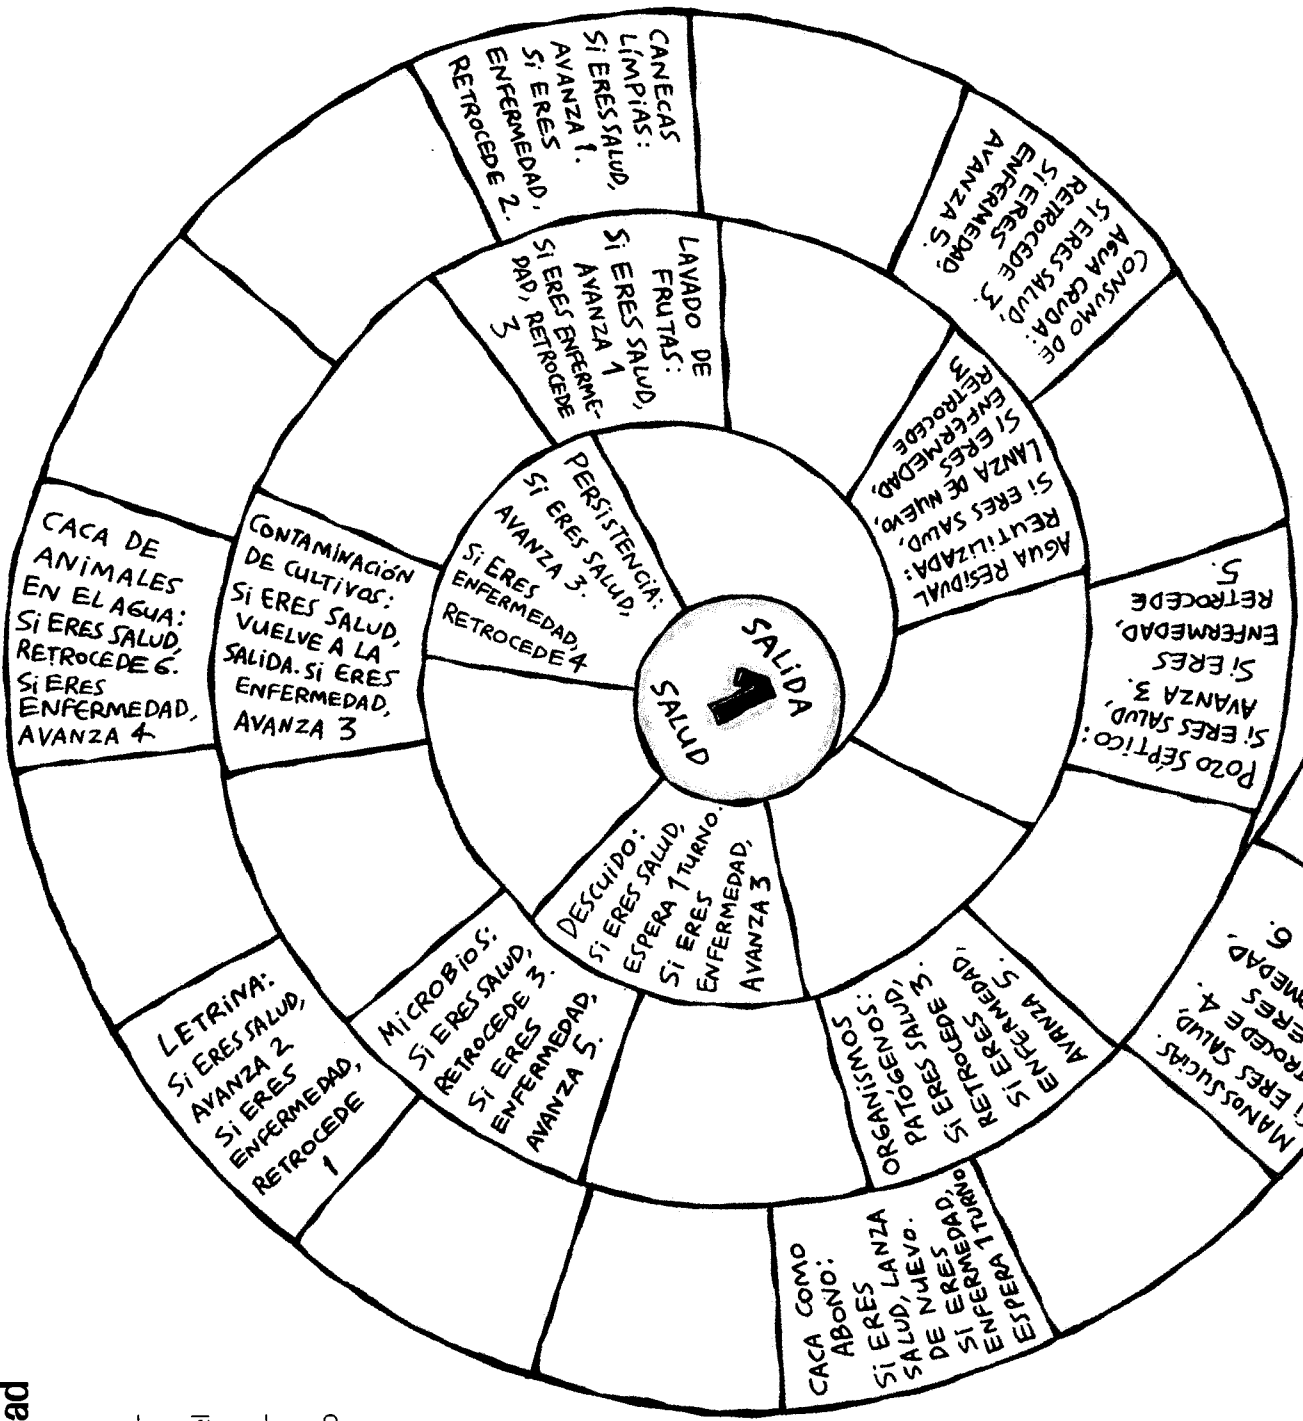 SALIDA
1
SALUD
PERSISTENCIA:
Si ERES SALUD,
AVANZA 3.
Si ERES
ENFERMEDAD,
RETROCEDE 4
DESCUIDO:
Si ERES SALUD,
ESPERA 1 TURNO.
Si ERES
ENFERMEDAD,
AVANZA 3
AGUA RESIDUAL
REUTILIZADA:
Si ERES SALUD,
LANZA DE NUEVO,
Si ERES
ENFERMEDAD,
RETROCEDE
3
LAVADO DE
FRUTAS:
Si ERES SALUD,
AVANZA 1
Si ERES ENFERME-
DAD, RETROCEDE
3
CONTAMINACIÓN
DE CULTIVOS:
Si ERES SALUD,
VUELVE A LA
SALIDA. Si ERES
ENFERMEDAD,
AVANZA 3
MICROBIOS:
Si ERES SALUD,
RETROCEDE 3.
Si ERES
ENFERMEDAD,
AVANZA 5.
ORGANISMOS
PATÓGENOS:
Si ERES SALUD,
RETROCEDE 3.
Si ERES
ENFERMEDAD,
AVANZA 5.
POZO SÉPTICO:
Si ERES SALUD,
AVANZA 3.
Si ERES
ENFERMEDAD,
RETROCEDE
5.
CONSUMO DE
AGUA CRUDA:
Si ERES SALUD,
RETROCEDE 3.
Si ERES
ENFERMEDAD,
AVANZA 5.
CANECAS
LÍMPIAS:
Si ERES SALUD,
AVANZA 1.
Si ERES
ENFERMEDAD,
RETROCEDE 2.
CACA DE
ANIMALES
EN EL AGUA:
Si ERES SALUD,
RETROCEDE 6.
Si ERES
ENFERMEDAD,
AVANZA 4
LETRINA:
Si ERES SALUD,
AVANZA 2
Si ERES
ENFERMEDAD,
RETROCEDE
1
CACA COMO
ABONO:
Si ERES
SALUD, LANZA
DE NUEVO.
Si ERES
ENFERMEDAD,
ESPERA 1 TURNO
MANOS SUCIAS.
Si ERES SALUD,
TROCEDE 4.
ERES
MEDAD,
6.
ad